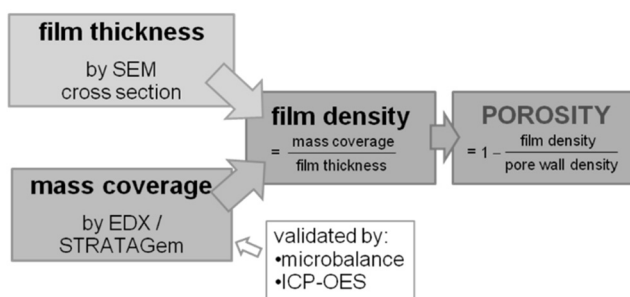 film thickness
by SEM
cross section
mass coverage
by EDX /
STRATAGem
film density
= mass coverage
film thickness
POROSITY
= 1 – film density
pore wall density
validated by:
•microbalance
•ICP-OES